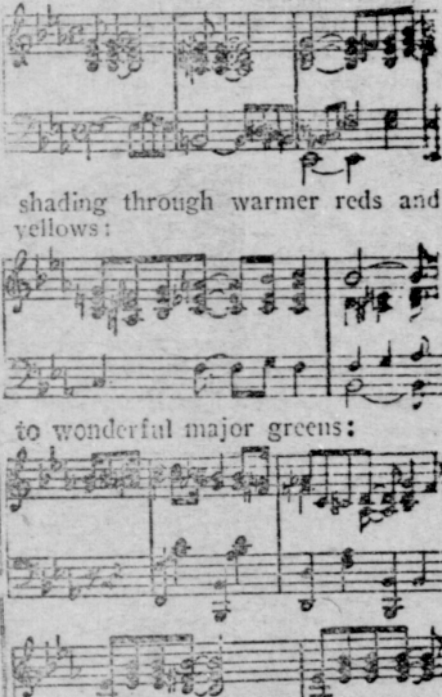 shading through warmer reds and
yellows:
to wonderful major greens: